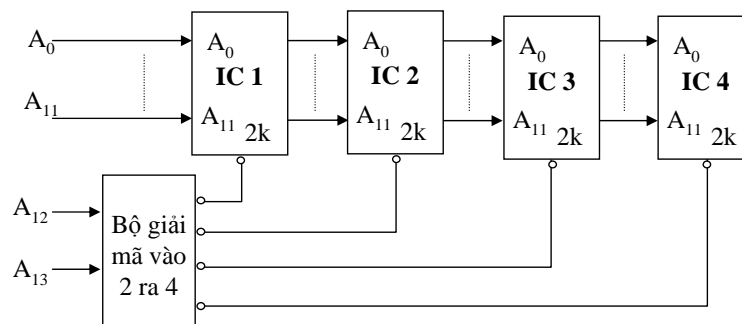 A0
A0
IC 1
A11 2k
A0
IC 2
A11 2k
A0
IC 3
A11 2k
A0
IC 4
A11 2k
A11
A12
A13
Bộ giải
mã vào
2 ra 4